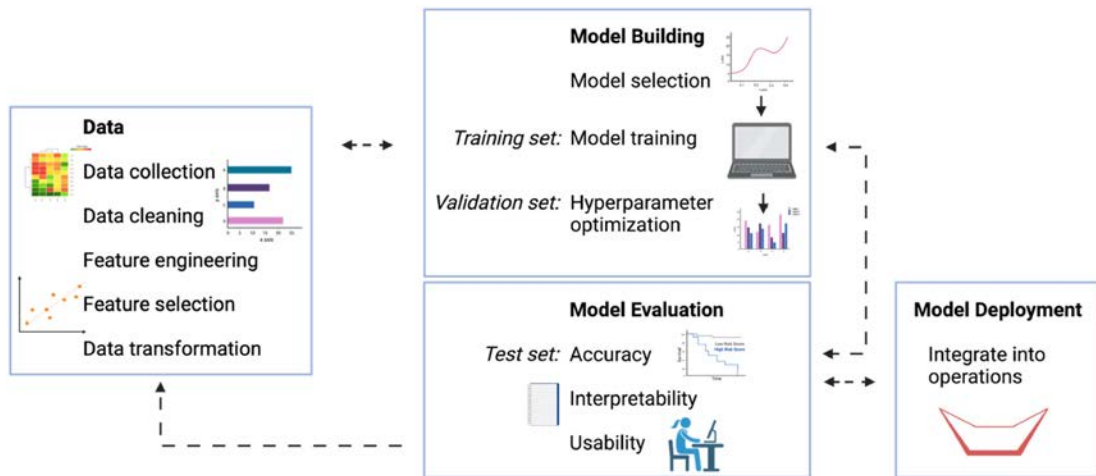 Data
Data collection
Data cleaning
Feature engineering
Feature selection
Data transformation
Model Building
Model selection
Training set: Model training
Validation set: Hyperparameter
optimization
Model Evaluation
Test set: Accuracy
Low Risk Score
High Risk Score
Survival
Time
Interpretability
Usability
Model Deployment
Integrate into
operations